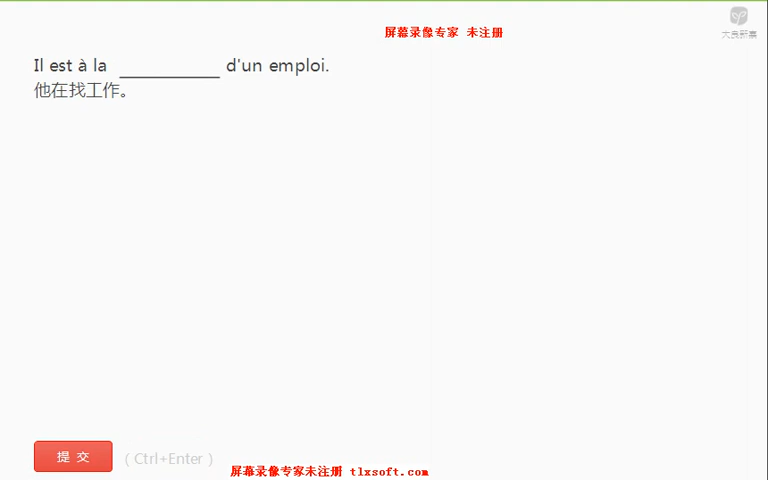 屏幕录像专家 未注册
Il est à la __________ d'un emploi.
他在找工作。
提 交 ( Ctrl+Enter )
屏幕录像专家未注册 tlxsoft.com